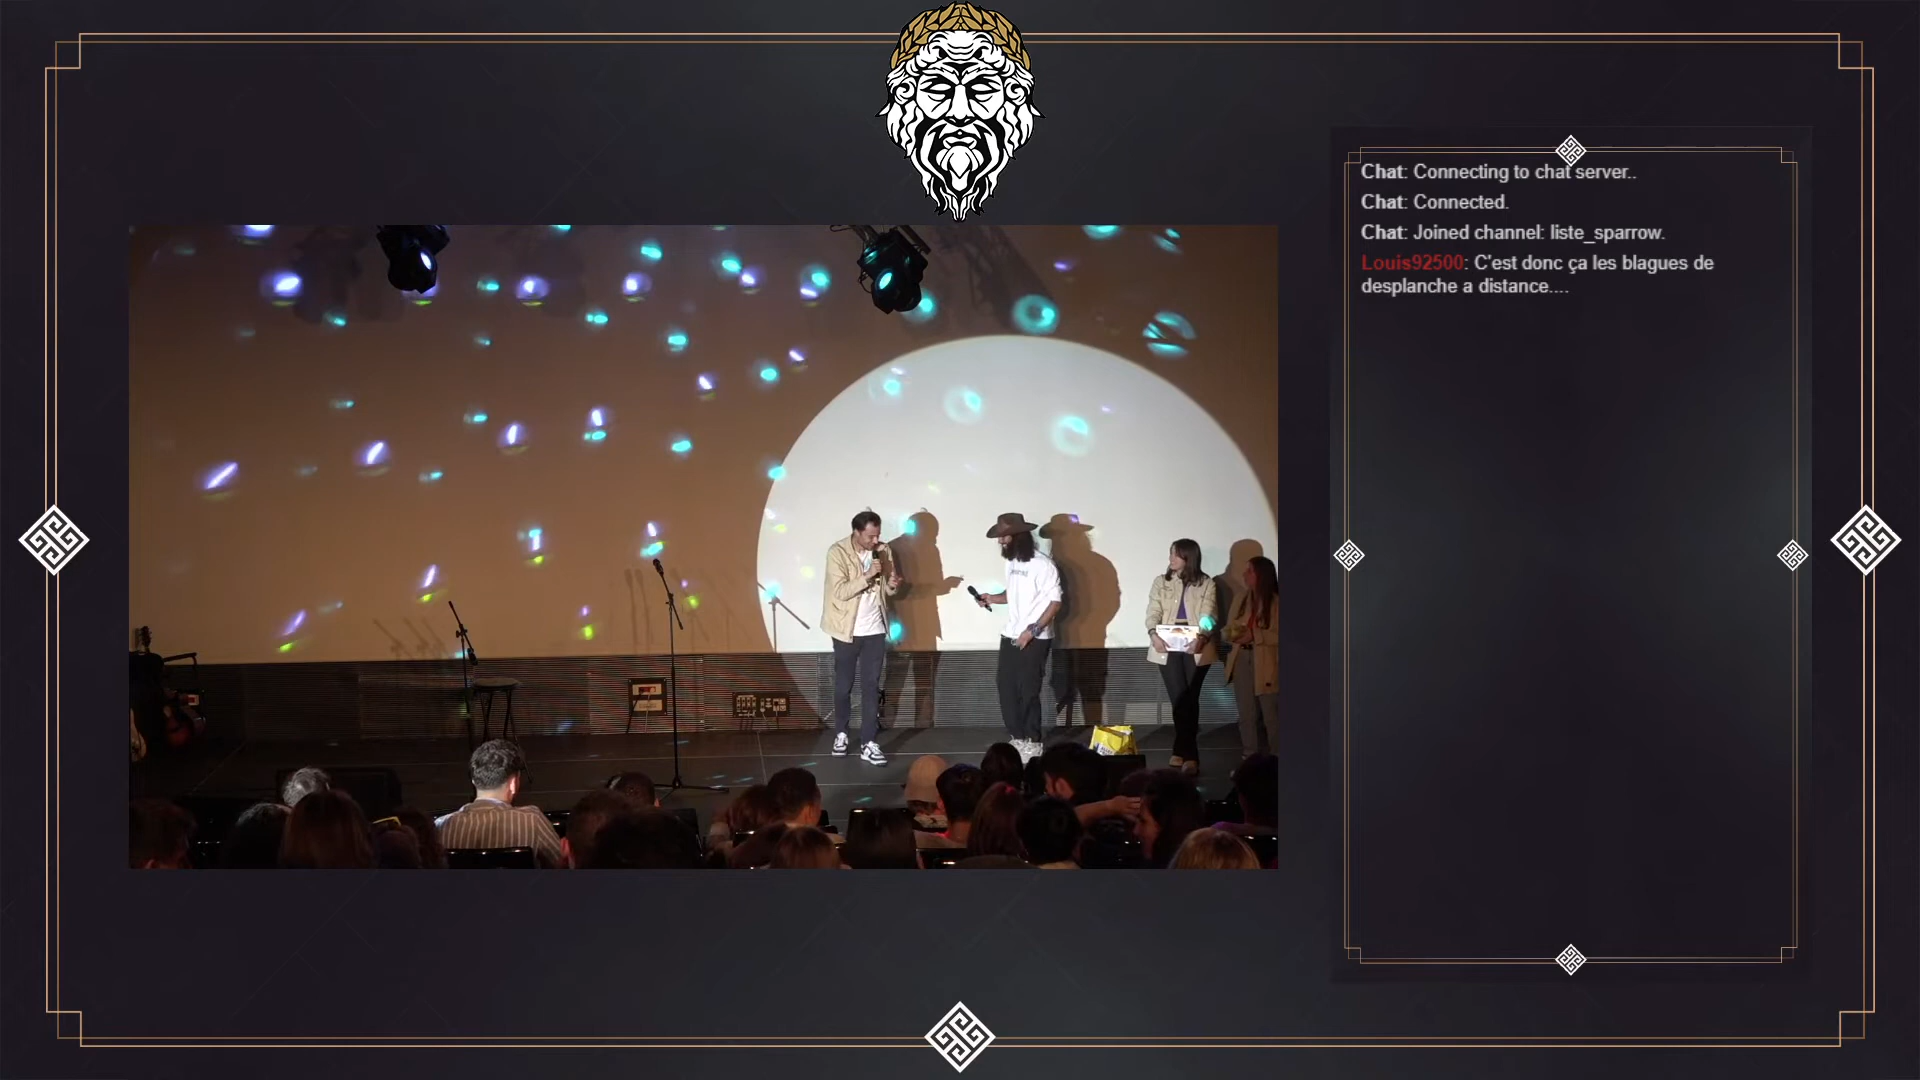 Chat: Connecting to chat server..
Chat: Connected.
Chat: Joined channel: liste_sparrow.
Louis92500: C'est donc ça les blagues de
desplanche a distance....